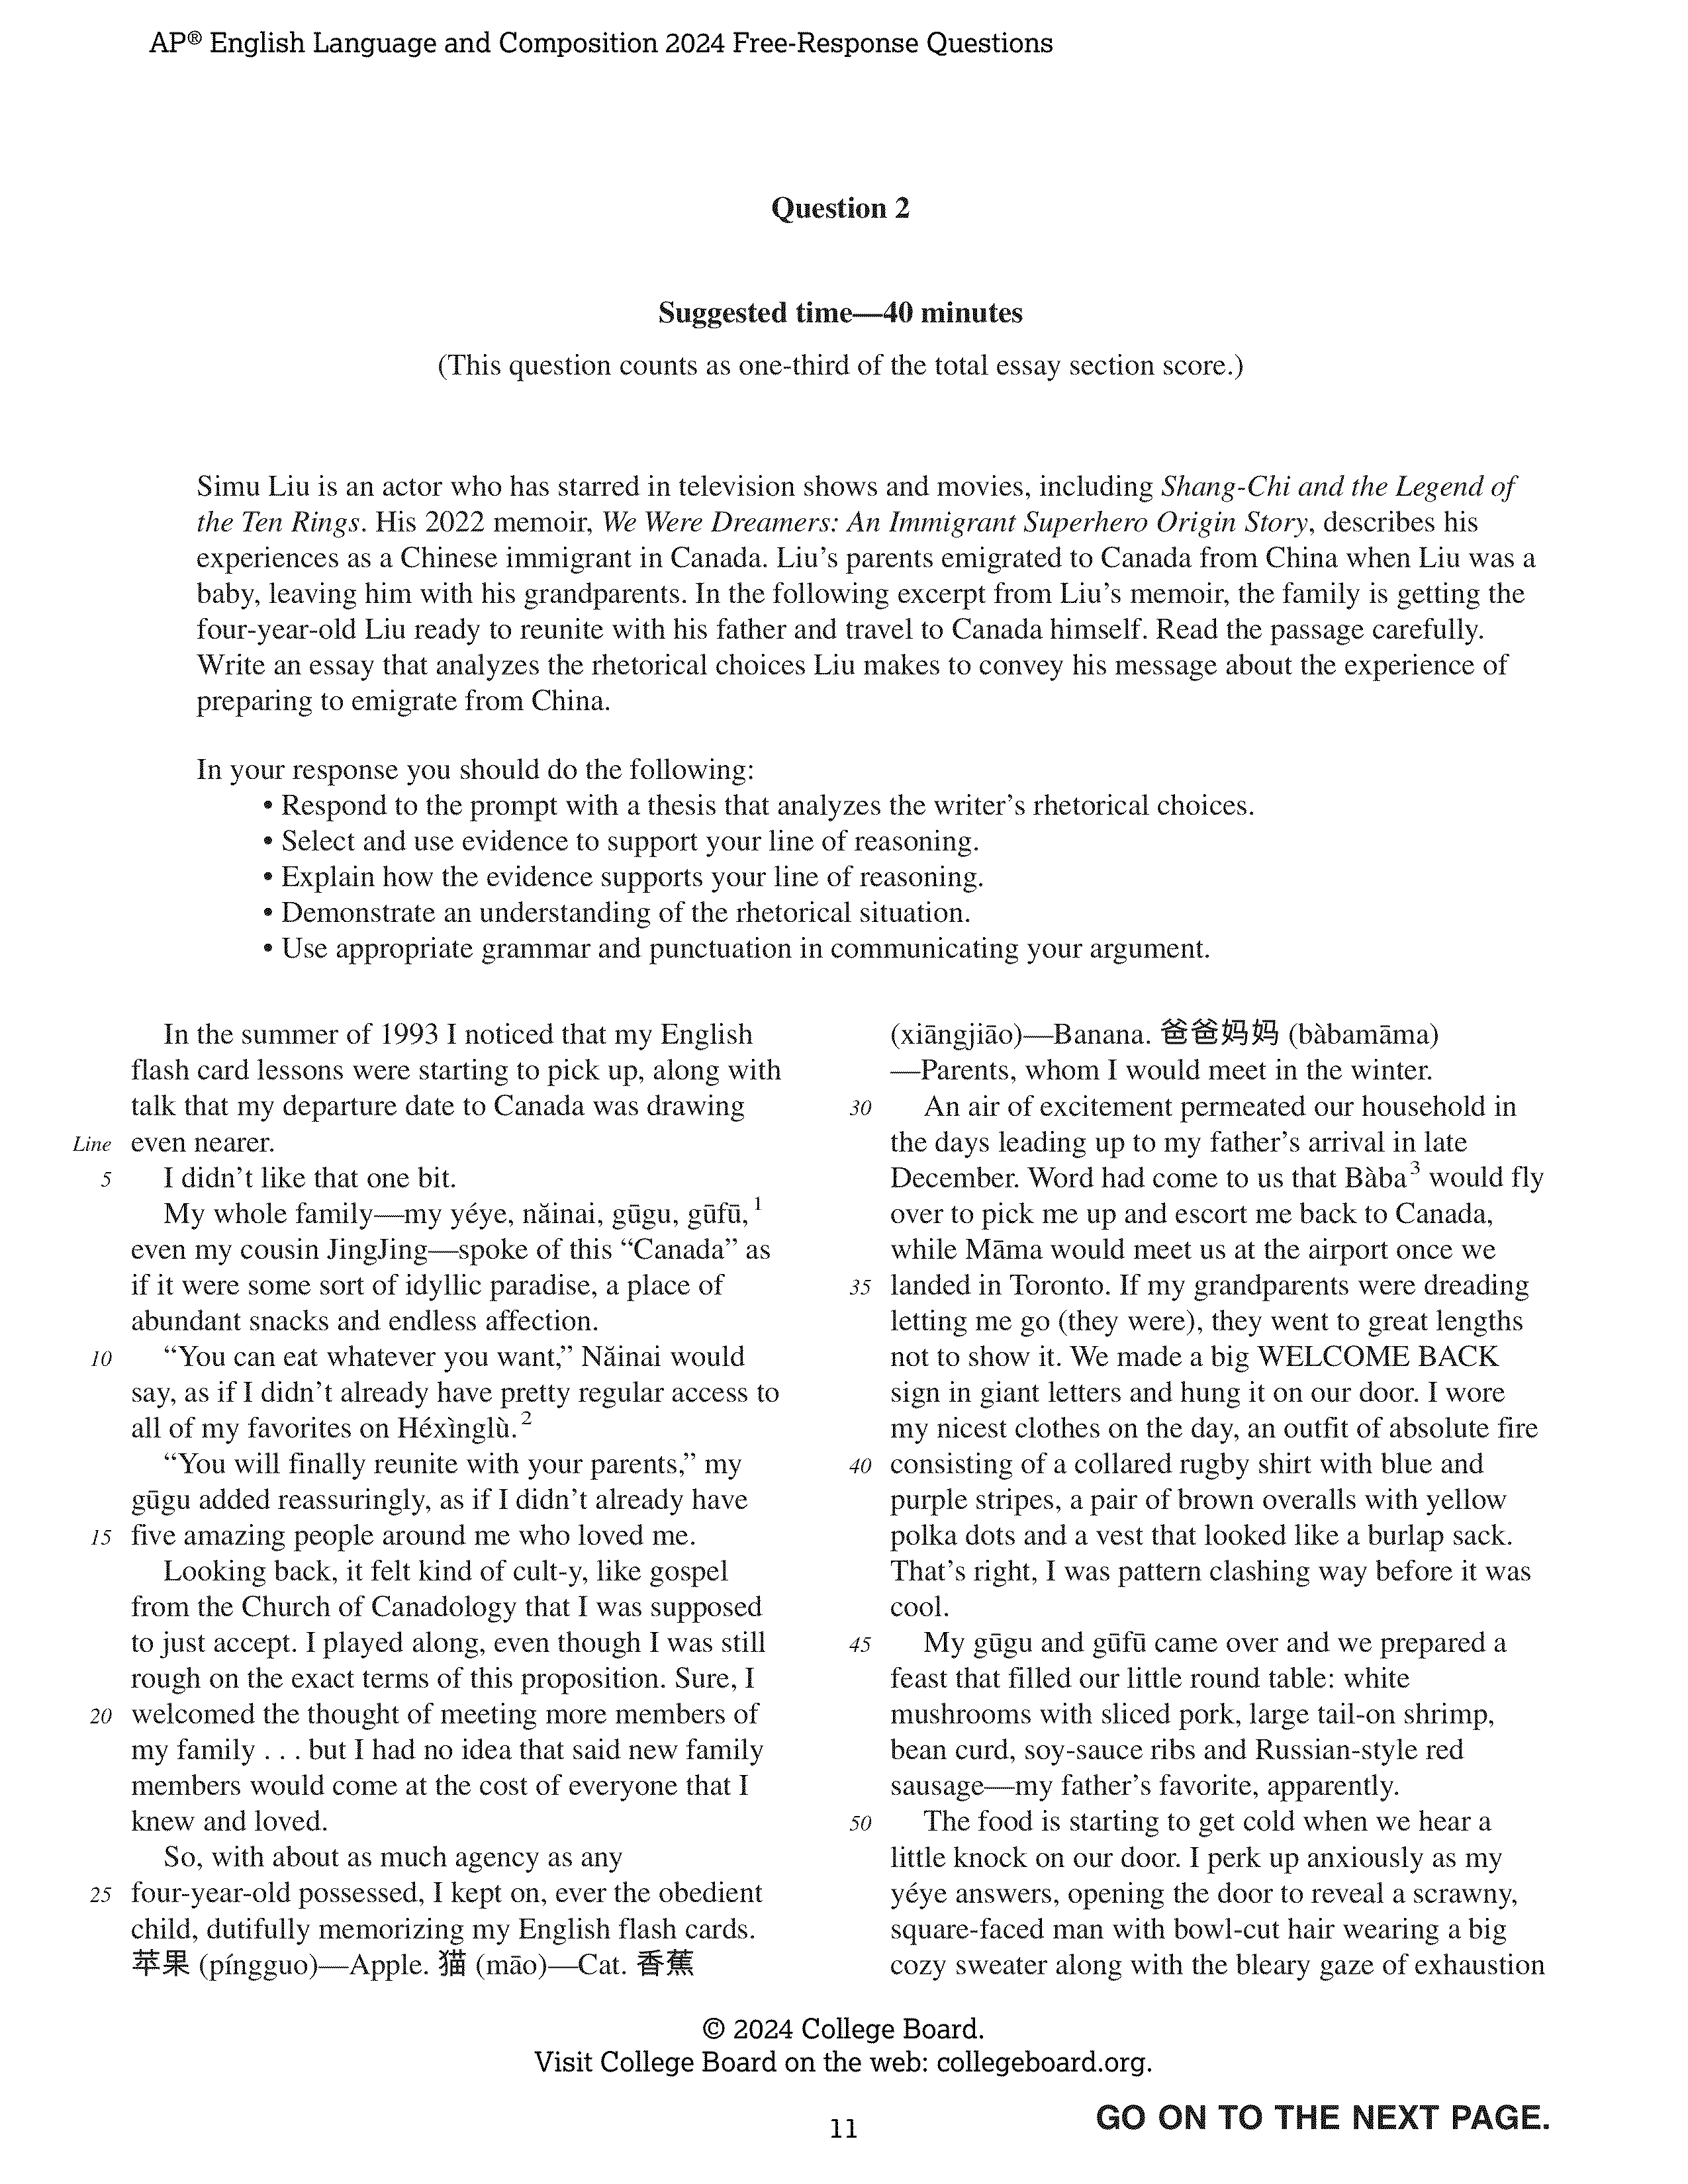 AP® English Language and Composition 2024 Free-Response Questions
Question 2
Suggested time—40 minutes
(This question counts as one-third of the total essay section score.)
Simu Liu is an actor who has starred in television shows and movies, including Shang-Chi and the Legend of
the Ten Rings. His 2022 memoir, We Were Dreamers: An Immigrant Superhero Origin Story, describes his
experiences as a Chinese immigrant in Canada. Liu’s parents emigrated to Canada from China when Liu was a
baby, leaving him with his grandparents. In the following excerpt from Liu’s memoir, the family is getting the
four-year-old Liu ready to reunite with his father and travel to Canada himself. Read the passage carefully.
Write an essay that analyzes the rhetorical choices Liu makes to convey his message about the experience of
preparing to emigrate from China.
In your response you should do the following:
• Respond to the prompt with a thesis that analyzes the writer’s rhetorical choices.
• Select and use evidence to support your line of reasoning.
• Explain how the evidence supports your line of reasoning.
• Demonstrate an understanding of the rhetorical situation.
• Use appropriate grammar and punctuation in communicating your argument.
In the summer of 1993 I noticed that my English
flash card lessons were starting to pick up, along with
talk that my departure date to Canada was drawing
Line even nearer.
5 I didn’t like that one bit.
My whole family—my yéye, năinai, gūgu, gūfū, 1
even my cousin JingJing—spoke of this “Canada” as
if it were some sort of idyllic paradise, a place of
abundant snacks and endless affection.
10 “You can eat whatever you want,” Năinai would
say, as if I didn’t already have pretty regular access to
all of my favorites on Héxìnglù. 2
“You will finally reunite with your parents,” my
gūgu added reassuringly, as if I didn’t already have
15 five amazing people around me who loved me.
Looking back, it felt kind of cult-y, like gospel
from the Church of Canadology that I was supposed
to just accept. I played along, even though I was still
rough on the exact terms of this proposition. Sure, I
20 welcomed the thought of meeting more members of
my family . . . but I had no idea that said new family
members would come at the cost of everyone that I
knew and loved.
So, with about as much agency as any
25 four-year-old possessed, I kept on, ever the obedient
child, dutifully memorizing my English flash cards.
苹果 (píngguo)—Apple. 猫 (māo)—Cat. 香蕉
(xiāngjiāo)—Banana. 爸爸妈妈 (bàbamāma)
—Parents, whom I would meet in the winter.
30 An air of excitement permeated our household in
the days leading up to my father’s arrival in late
December. Word had come to us that Bàba 3 would fly
over to pick me up and escort me back to Canada,
while Māma would meet us at the airport once we
35 landed in Toronto. If my grandparents were dreading
letting me go (they were), they went to great lengths
not to show it. We made a big WELCOME BACK
sign in giant letters and hung it on our door. I wore
my nicest clothes on the day, an outfit of absolute fire
40 consisting of a collared rugby shirt with blue and
purple stripes, a pair of brown overalls with yellow
polka dots and a vest that looked like a burlap sack.
That’s right, I was pattern clashing way before it was
cool.
45 My gūgu and gūfū came over and we prepared a
feast that filled our little round table: white
mushrooms with sliced pork, large tail-on shrimp,
bean curd, soy-sauce ribs and Russian-style red
sausage—my father’s favorite, apparently.
50 The food is starting to get cold when we hear a
little knock on our door. I perk up anxiously as my
yéye answers, opening the door to reveal a scrawny,
square-faced man with bowl-cut hair wearing a big
cozy sweater along with the bleary gaze of exhaustion
© 2024 College Board.
Visit College Board on the web: collegeboard.org.
11
GO ON TO THE NEXT PAGE.